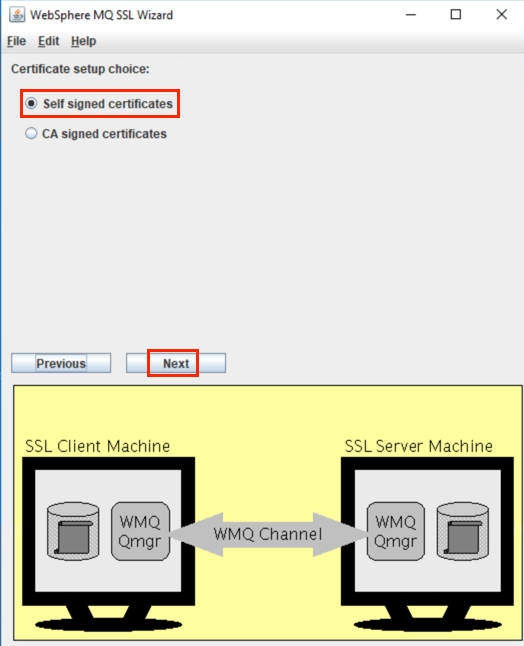 WebSphere MQ SSL Wizard
File Edit Help
Certificate setup choice:
Self signed certificates
CA signed certificates
Previous Next
SSL Client Machine SSL Server Machine
WMQ Qmgr
WMQ Channel
WMQ Qmgr